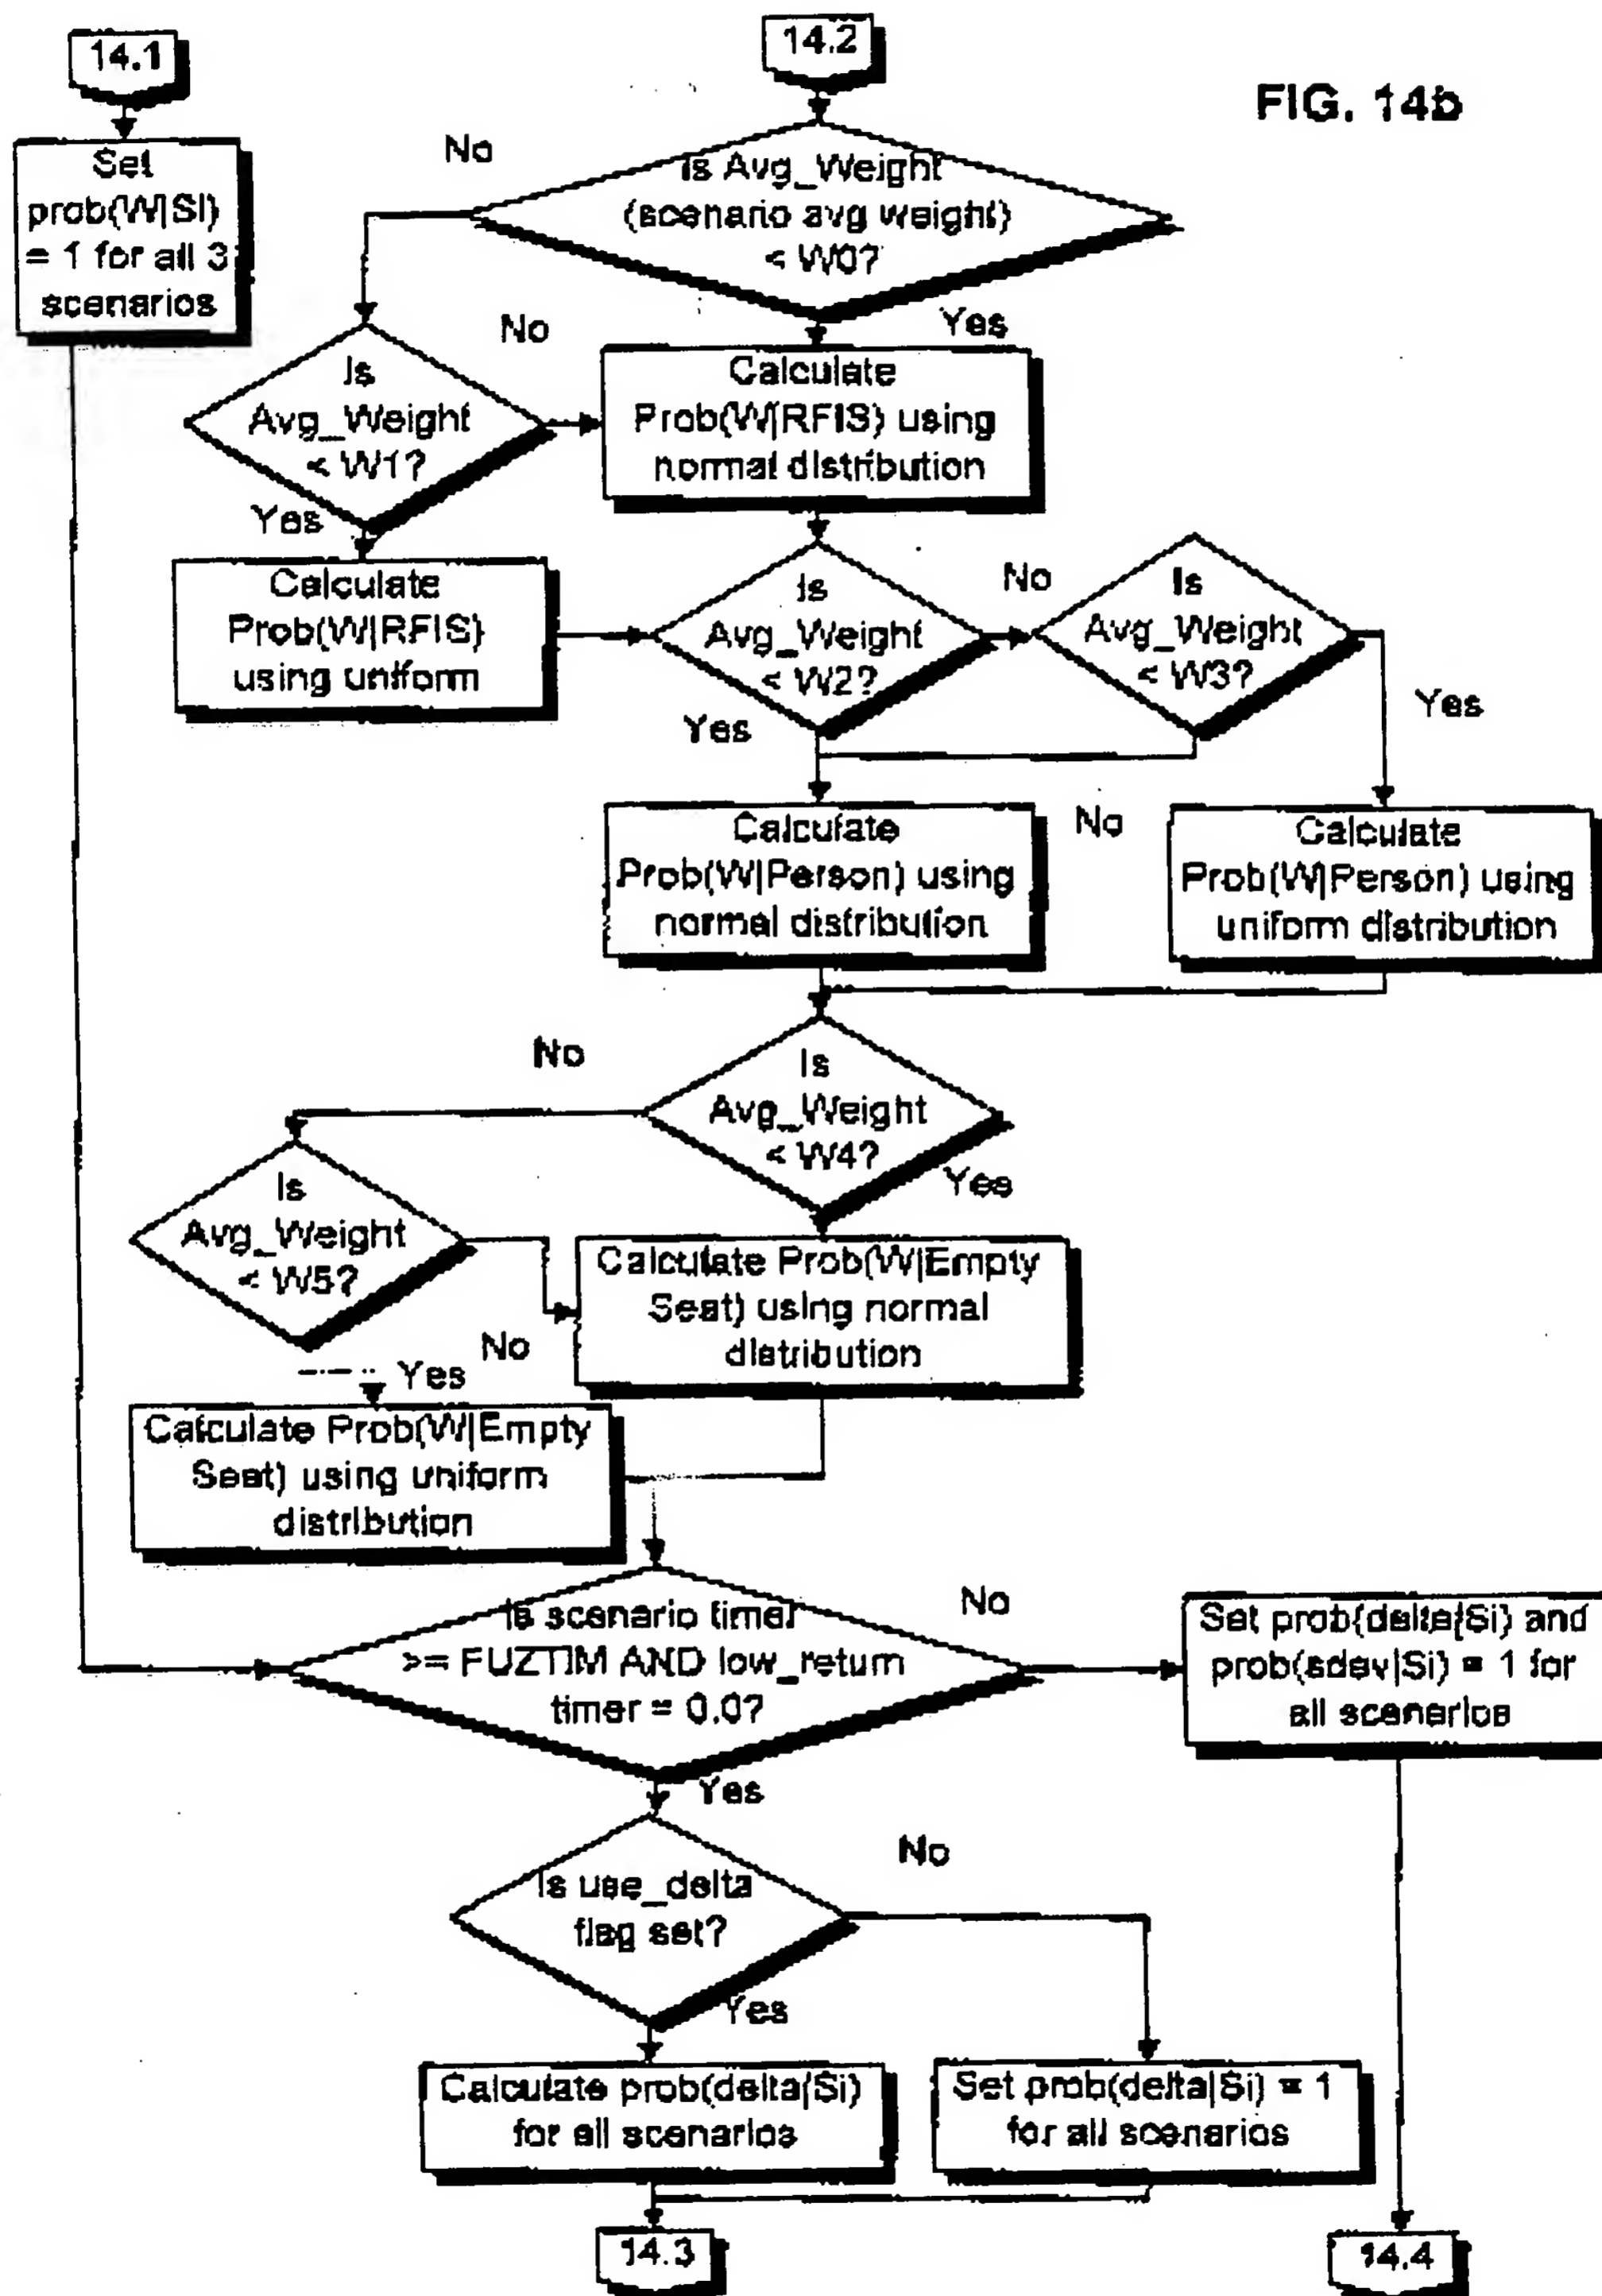 14.1
14.2
FIG. 14b
Set
prob(W|Si)
= 1 for all 3
scenarios
No
Is Avg_Weight
(scenario avg weight)
< W0?
Yes
No
Is
Avg_Weight
< W1?
Yes
Calculate
Prob(W|RFIS) using
normal distribution
Calculate
Prob(W|RFIS)
using uniform
Is
Avg_Weight
< W2?
No
Yes
Is
Avg_Weight
< W3?
Yes
No
Calculate
Prob(W|Person) using
normal distribution
Calculate
Prob(W|Person) using
uniform distribution
No
Is
Avg_Weight
< W4?
Yes
Is
Avg_Weight
< W5?
No
Yes
Calculate Prob(W|Empty
Seat) using normal
distribution
Calculate Prob(W|Empty
Seat) using uniform
distribution
Is scenario timer
>= FUZTIM AND low_return
timer = 0.0?
No
Yes
Set prob(delta|Si) and
prob(sdev|Si) = 1 for
all scenarios
Is use_delta
flag set?
No
Yes
Calculate prob(delta|Si)
for all scenarios
Set prob(delta|Si) = 1
for all scenarios
14.3
14.4